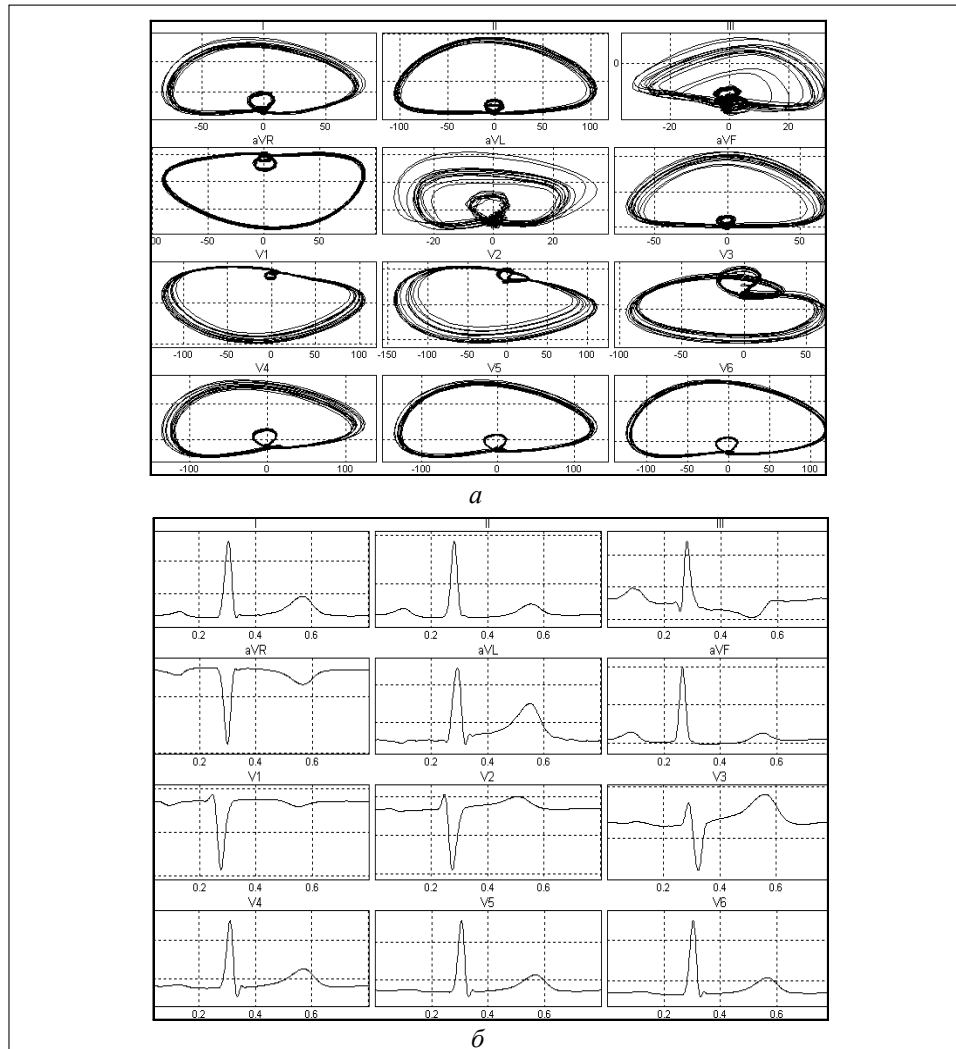 I II III
0
-50 0 50 -100 -50 0 50 100 -20 0 20
aVR aVL aVF
00 -50 0 50 -20 0 20 -50 0 50
V1 V2 V3
-100 -50 0 50 100 -150 -100 -50 0 50 100 -100 -50 0 50
V4 V5 V6
-100 0 100 -100 0 100 -100 -50 0 50 100
а
I II III
0.2 0.4 0.6 0.2 0.4 0.6 0.2 0.4 0.6
aVR aVL aVF
0.2 0.4 0.6 0.2 0.4 0.6 0.2 0.4 0.6
V1 V2 V3
0.2 0.4 0.6 0.2 0.4 0.6 0.2 0.4 0.6
V4 V5 V6
0.2 0.4 0.6 0.2 0.4 0.6 0.2 0.4 0.6
б